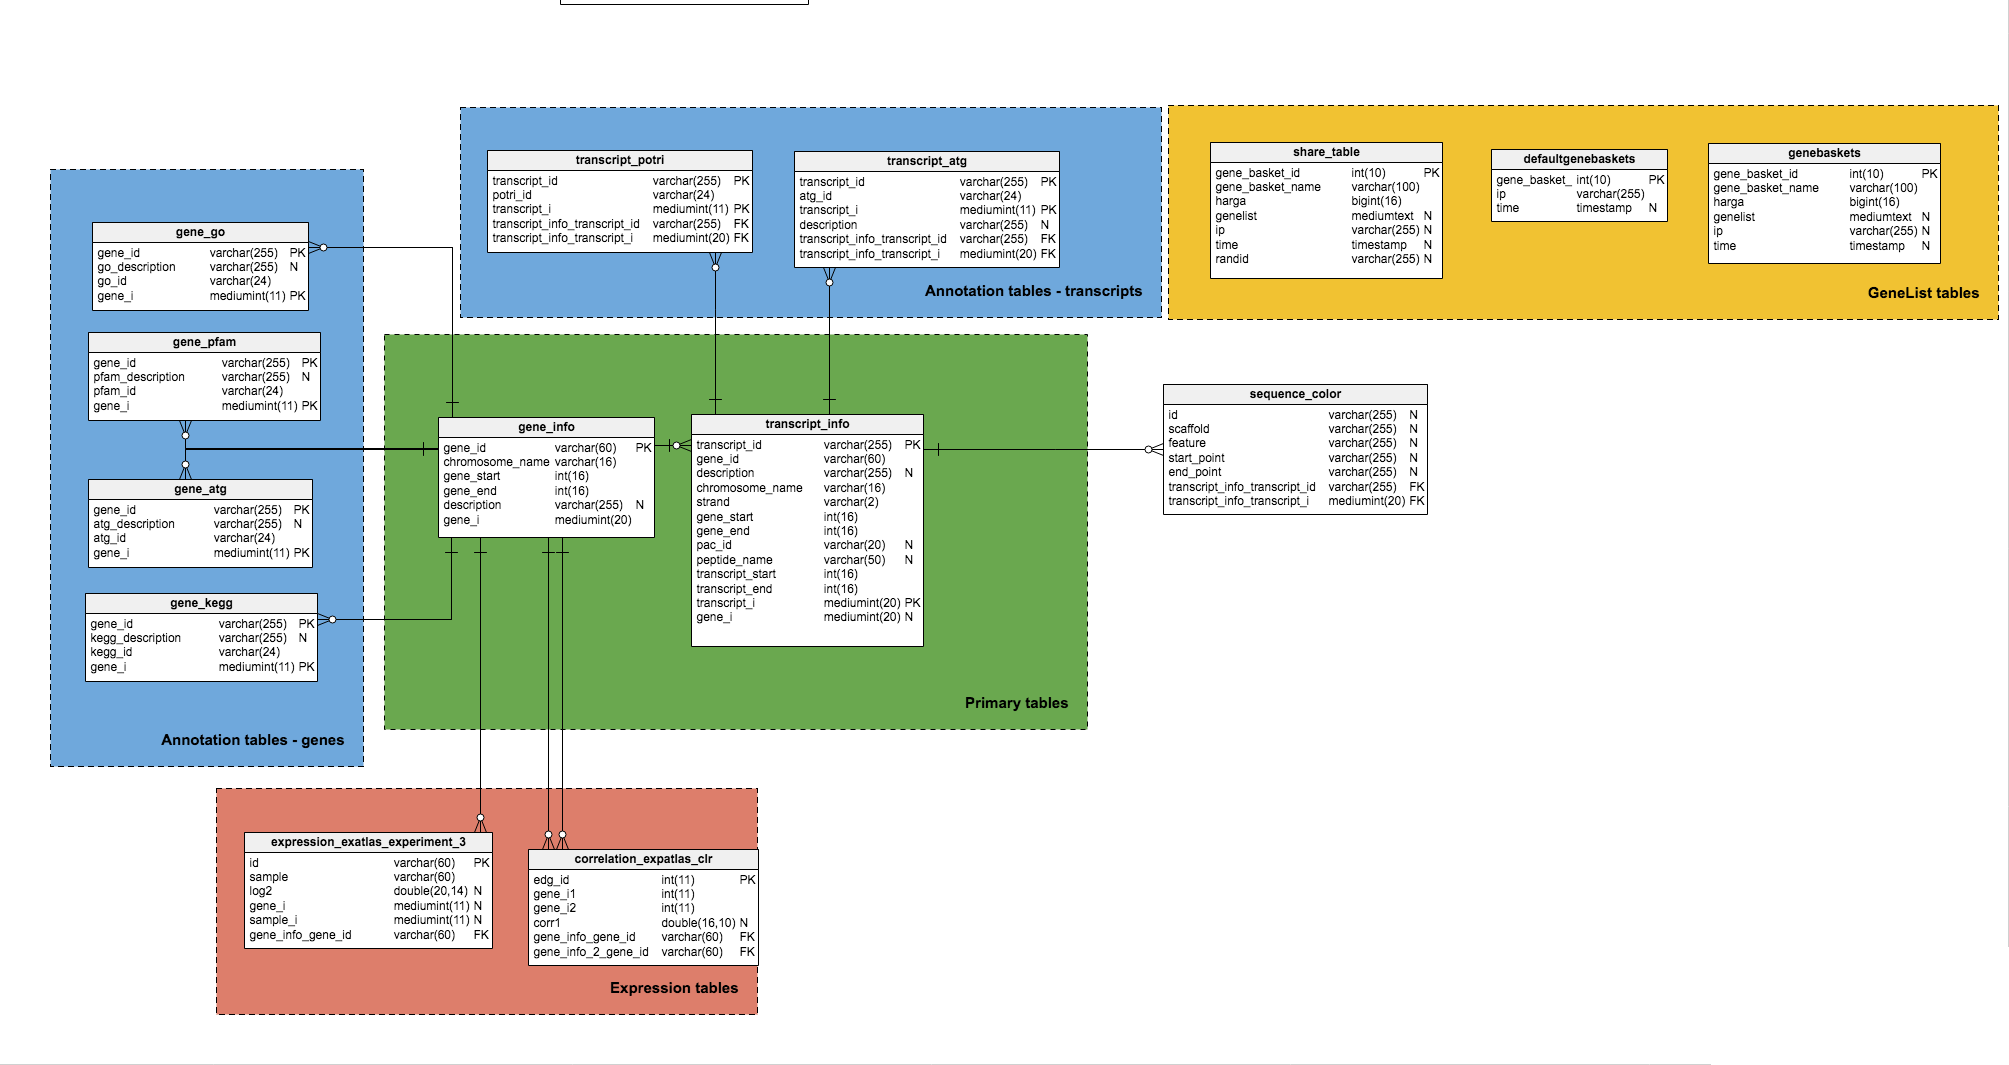 transcript_potri
transcript_id varchar(255) PK
potri_id varchar(24)
transcript_i mediumint(11) PK
transcript_info_transcript_id varchar(255) FK
transcript_info_transcript_i mediumint(20) FK
transcript_atg
transcript_id varchar(255) PK
atg_id varchar(24)
transcript_i mediumint(11) PK
description varchar(255) N
transcript_info_transcript_id varchar(255) FK
transcript_info_transcript_i mediumint(20) FK
Annotation tables - transcripts
share_table
gene_basket_id int(10) PK
gene_basket_name varchar(100)
harga bigint(16)
genelist mediumtext N
ip varchar(255) N
time timestamp N
randid varchar(255) N
defaultgenebaskets
gene_basket_ int(10) PK
ip varchar(255)
time timestamp N
genebaskets
gene_basket_id int(10) PK
gene_basket_name varchar(100)
harga bigint(16)
genelist mediumtext N
ip varchar(255) N
time timestamp N
GeneList tables
gene_go
gene_id varchar(255) PK
go_description varchar(255) N
go_id varchar(24)
gene_i mediumint(11) PK
gene_pfam
gene_id varchar(255) PK
pfam_description varchar(255) N
pfam_id varchar(24)
gene_i mediumint(11) PK
gene_atg
gene_id varchar(255) PK
atg_description varchar(255) N
atg_id varchar(24)
gene_i mediumint(11) PK
gene_kegg
gene_id varchar(255) PK
kegg_description varchar(255) N
kegg_id varchar(24)
gene_i mediumint(11) PK
Annotation tables - genes
gene_info
gene_id varchar(60) PK
chromosome_name varchar(16)
gene_start int(16)
gene_end int(16)
description varchar(255) N
gene_i mediumint(20)
transcript_info
transcript_id varchar(255) PK
gene_id varchar(60)
description varchar(255) N
chromosome_name varchar(16)
strand varchar(2)
gene_start int(16)
gene_end int(16)
pac_id varchar(20) N
peptide_name varchar(50) N
transcript_start int(16)
transcript_end int(16)
transcript_i mediumint(20) PK
gene_i mediumint(20) N
Primary tables
sequence_color
id varchar(255) N
scaffold varchar(255) N
feature varchar(255) N
start_point varchar(255) N
end_point varchar(255) N
transcript_info_transcript_id varchar(255) FK
transcript_info_transcript_i mediumint(20) FK
expression_exatlas_experiment_3
id varchar(60) PK
sample varchar(60)
log2 double(20,14) N
gene_i mediumint(11) N
sample_i mediumint(11) N
gene_info_gene_id varchar(60) FK
correlation_expatlas_clr
edg_id int(11) PK
gene_i1 int(11)
gene_i2 int(11)
corr1 double(16,10) N
gene_info_gene_id varchar(60) FK
gene_info_2_gene_id varchar(60) FK
Expression tables